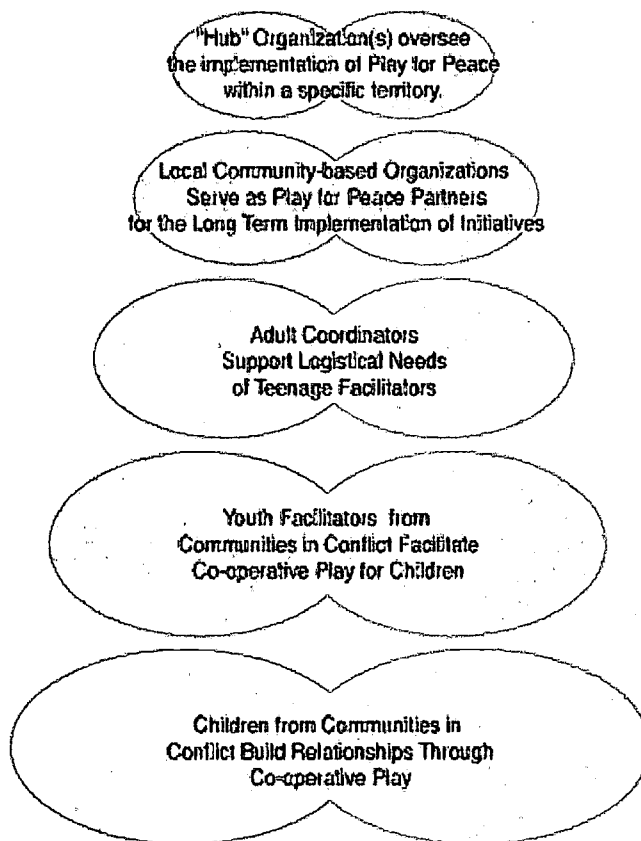 "Hub" Organization(s) oversee
the implementation of Play for Peace
within a specific territory.
Local Community-based Organizations
Serve as Play for Peace Partners
for the Long Term Implementation of Initiatives
Adult Coordinators
Support Logistical Needs
of Teenage Facilitators
Youth Facilitators from
Communities in Conflict Facilitate
Co-operative Play for Children
Children from Communities in
Conflict Build Relationships Through
Co-operative Play